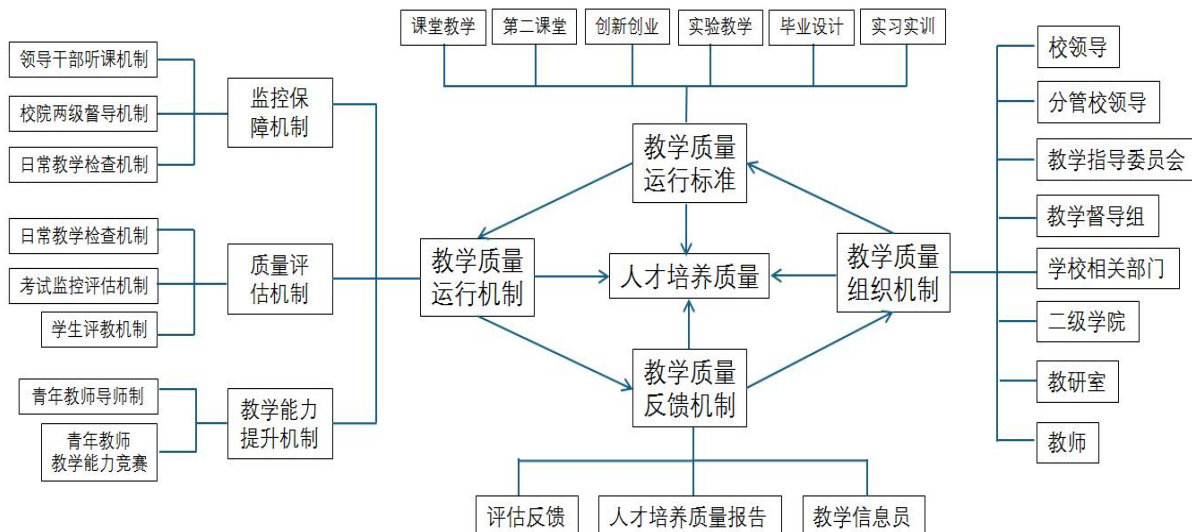 课堂教学
第二课堂
创新创业
实验教学
毕业设计
实习实训
领导干部听课机制
校院两级督导机制
日常教学检查机制
监控保
障机制
日常教学检查机制
考试监控评估机制
学生评教机制
质量评
估机制
青年教师导师制
青年教师
教学能力竞赛
教学能力
提升机制
教学质量
运行标准
教学质量
运行机制
人才培养质量
教学质量
组织机制
教学质量
反馈机制
校领导
分管校领导
教学指导委员会
教学督导组
学校相关部门
二级学院
教研室
教师
评估反馈
人才培养质量报告
教学信息员